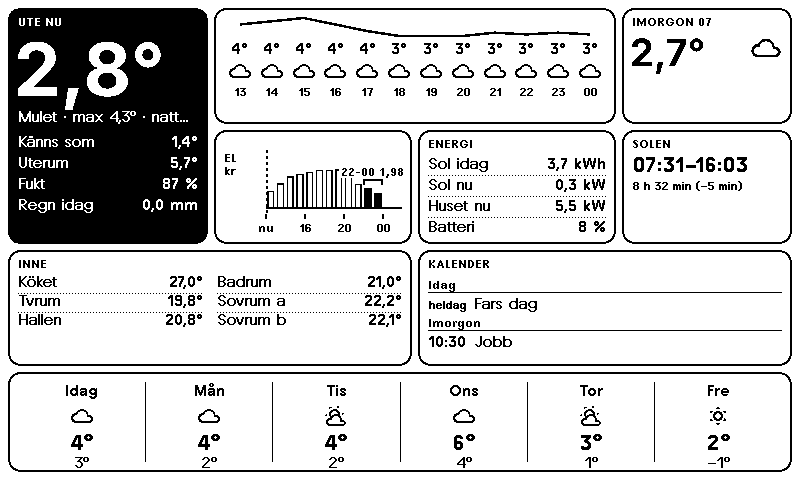 UTE NU
2,8°
Mulet · max 4,3° · natt...
Känns som 1,4°
Uterum 5,7°
Fukt 87 %
Regn idag 0,0 mm
4° 4° 4° 4° 4° 3° 3° 3° 3° 3° 3° 3°
13 14 15 16 17 18 19 20 21 22 23 00
IMORGON 07
2,7°
EL
kr
22-00 1,98
nu 16 20 00
ENERGI
Sol idag 3,7 kWh
Sol nu 0,3 kW
Huset nu 5,5 kW
Batteri 8 %
SOLEN
07:31–16:03
8 h 32 min (−5 min)
INNE
Köket 27,0° Badrum 21,0°
Tvrum 19,8° Sovrum a 22,2°
Hallen 20,8° Sovrum b 22,1°
KALENDER
Idag
heldag Fars dag
Imorgon
10:30 Jobb
Idag Mån Tis Ons Tor Fre
4° 4° 4° 6° 3° 2°
3° 2° 2° 4° 1° −1°